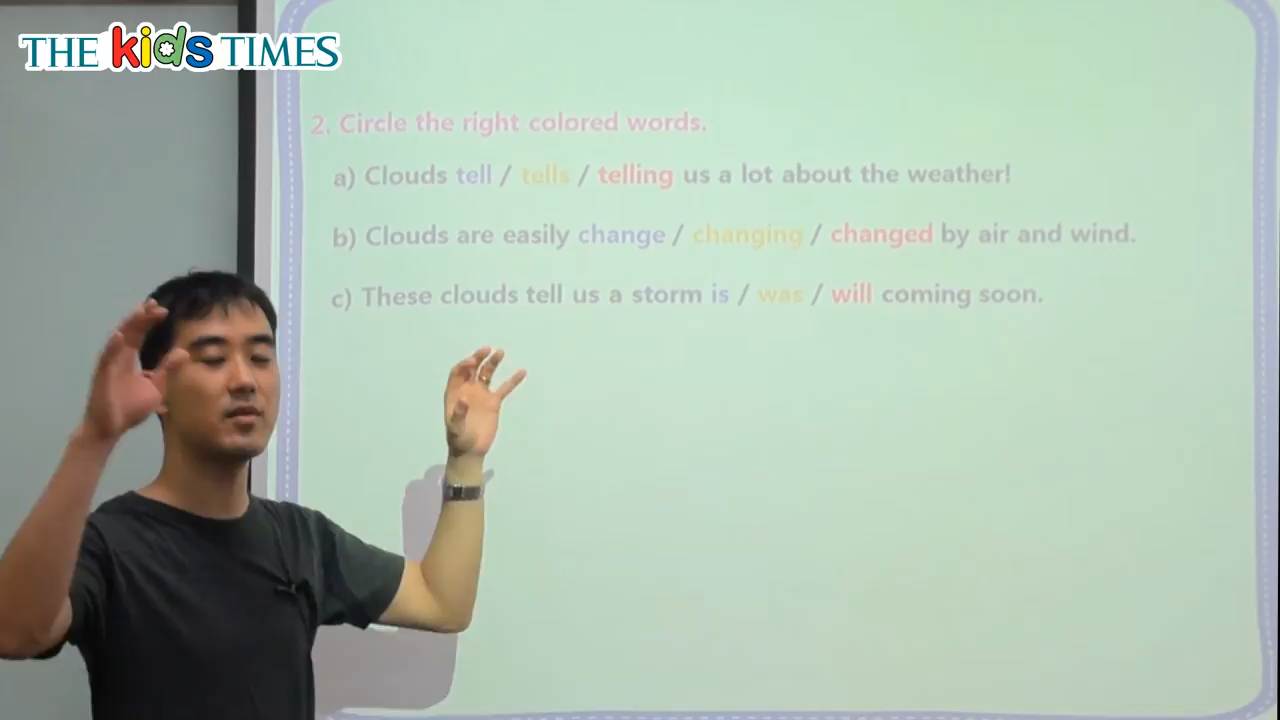 THE kids TIMES
2. Circle the right colored words.
a) Clouds tell / tells / telling us a lot about the weather!
b) Clouds are easily change / changing / changed by air and wind.
c) These clouds tell us a storm is / was / will coming soon.